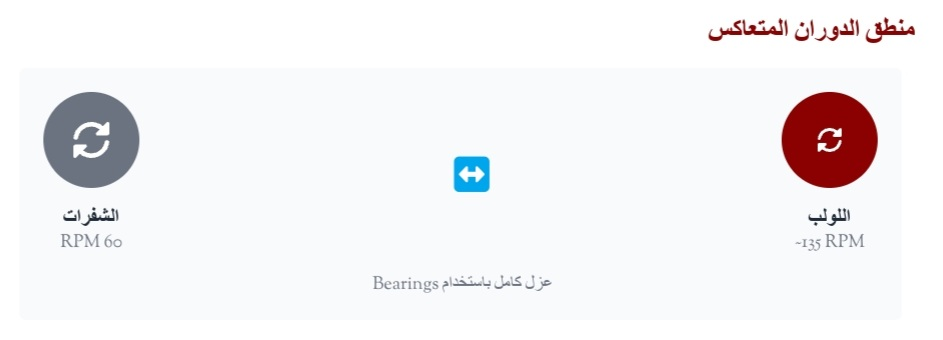 منطق الدوران المتعاكس
اللولب
-135 RPM
الشفرات
RPM 60
عزل كامل باستخدام Bearings